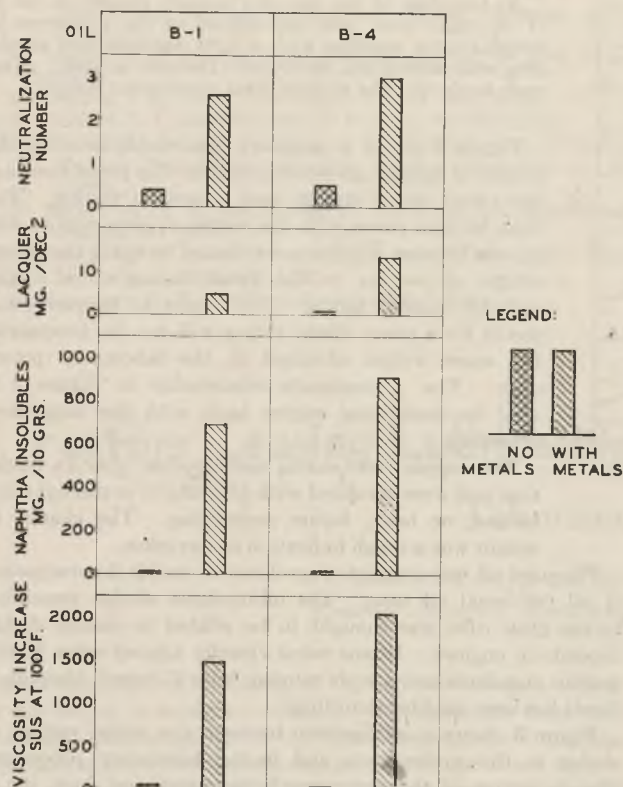 OIL B-1 B-4
NEUTRALIZATION
NUMBER
3
2
1
0
LACQUER
MG. /DEC.2
10
0
NAPHTHA INSOLUBLES
MG. /10 GRS.
1000
800
600
400
200
0
VISCOSITY INCREASE
SUS AT 100°F.
2000
1500
1000
500
0
LEGEND:
NO WITH
METALS METALS